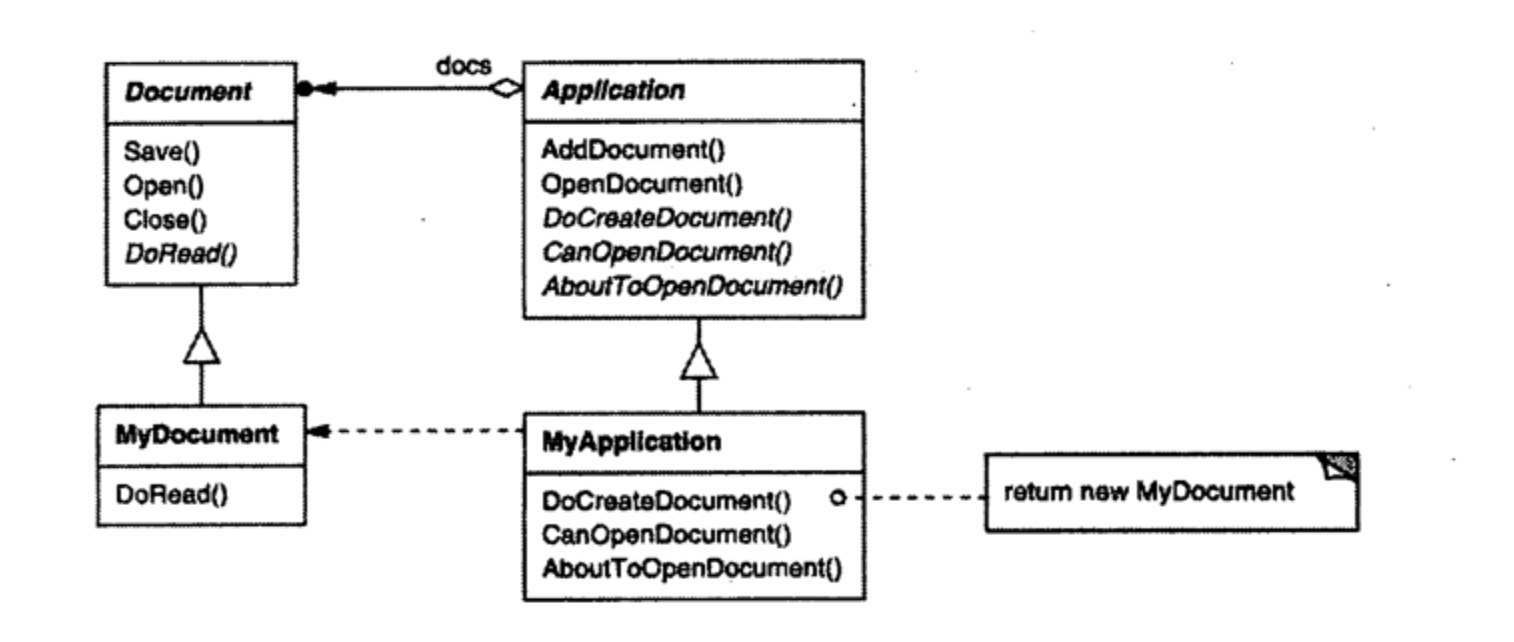 docs
Document
Save()
Open()
Close()
DoRead()
Application
AddDocument()
OpenDocument()
DoCreateDocument()
CanOpenDocument()
AboutToOpenDocument()
MyDocument
DoRead()
MyApplication
DoCreateDocument()
CanOpenDocument()
AboutToOpenDocument()
return new MyDocument